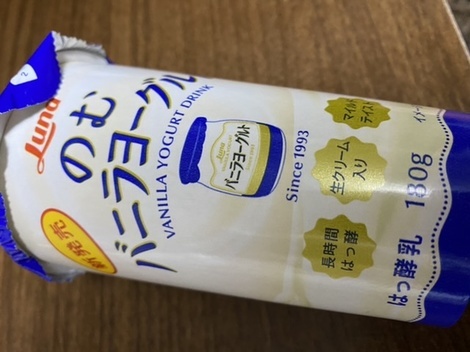 Luna
のむ
バニラヨーグル
VANILLA YOGURT DRINK
新発売
Luna
バニラヨーグルト
Since 1993
マイルド
テイスト
生クリーム
入り
長時間
はっ酵
はっ酵乳 180g
2